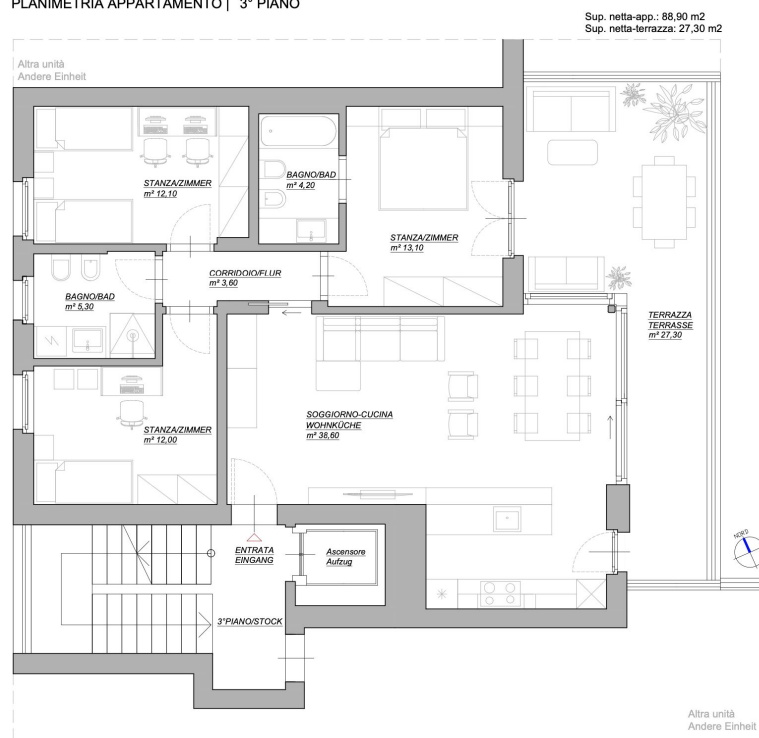 PLANIMETRIA APPARTAMENTO | 3° PIANO
Sup. netta-app.: 88,90 m2
Sup. netta-terrazza: 27,30 m2
Altra unità
Andere Einheit
STANZA/ZIMMER
m² 12,10
BAGNO/BAD
m² 4,20
STANZA/ZIMMER
m² 13,10
CORRIDOIO/FLUR
m² 3,60
BAGNO/BAD
m² 5,30
TERRAZZA
TERRASSE
m² 27,30
STANZA/ZIMMER
m² 12,00
SOGGIORNO-CUCINA
WOHNKÜCHE
m² 38,60
ENTRATA
EINGANG
Ascensore
Aufzug
NORD
3°PIANO/STOCK
Altra unità
Andere Einheit